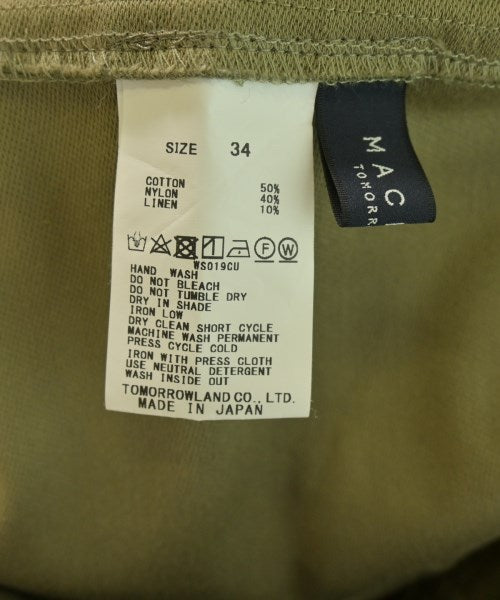 SIZE 34
COTTON 50%
NYLON 40%
LINEN 10%
F W
WS019CU
HAND WASH
DO NOT BLEACH
DO NOT TUMBLE DRY
DRY IN SHADE
IRON LOW
DRY CLEAN SHORT CYCLE
MACHINE WASH PERMANENT
PRESS CYCLE COLD
IRON WITH PRESS CLOTH
USE NEUTRAL DETERGENT
WASH INSIDE OUT
TOMORROWLAND CO., LTD.
MADE IN JAPAN
MAC
TOMORR